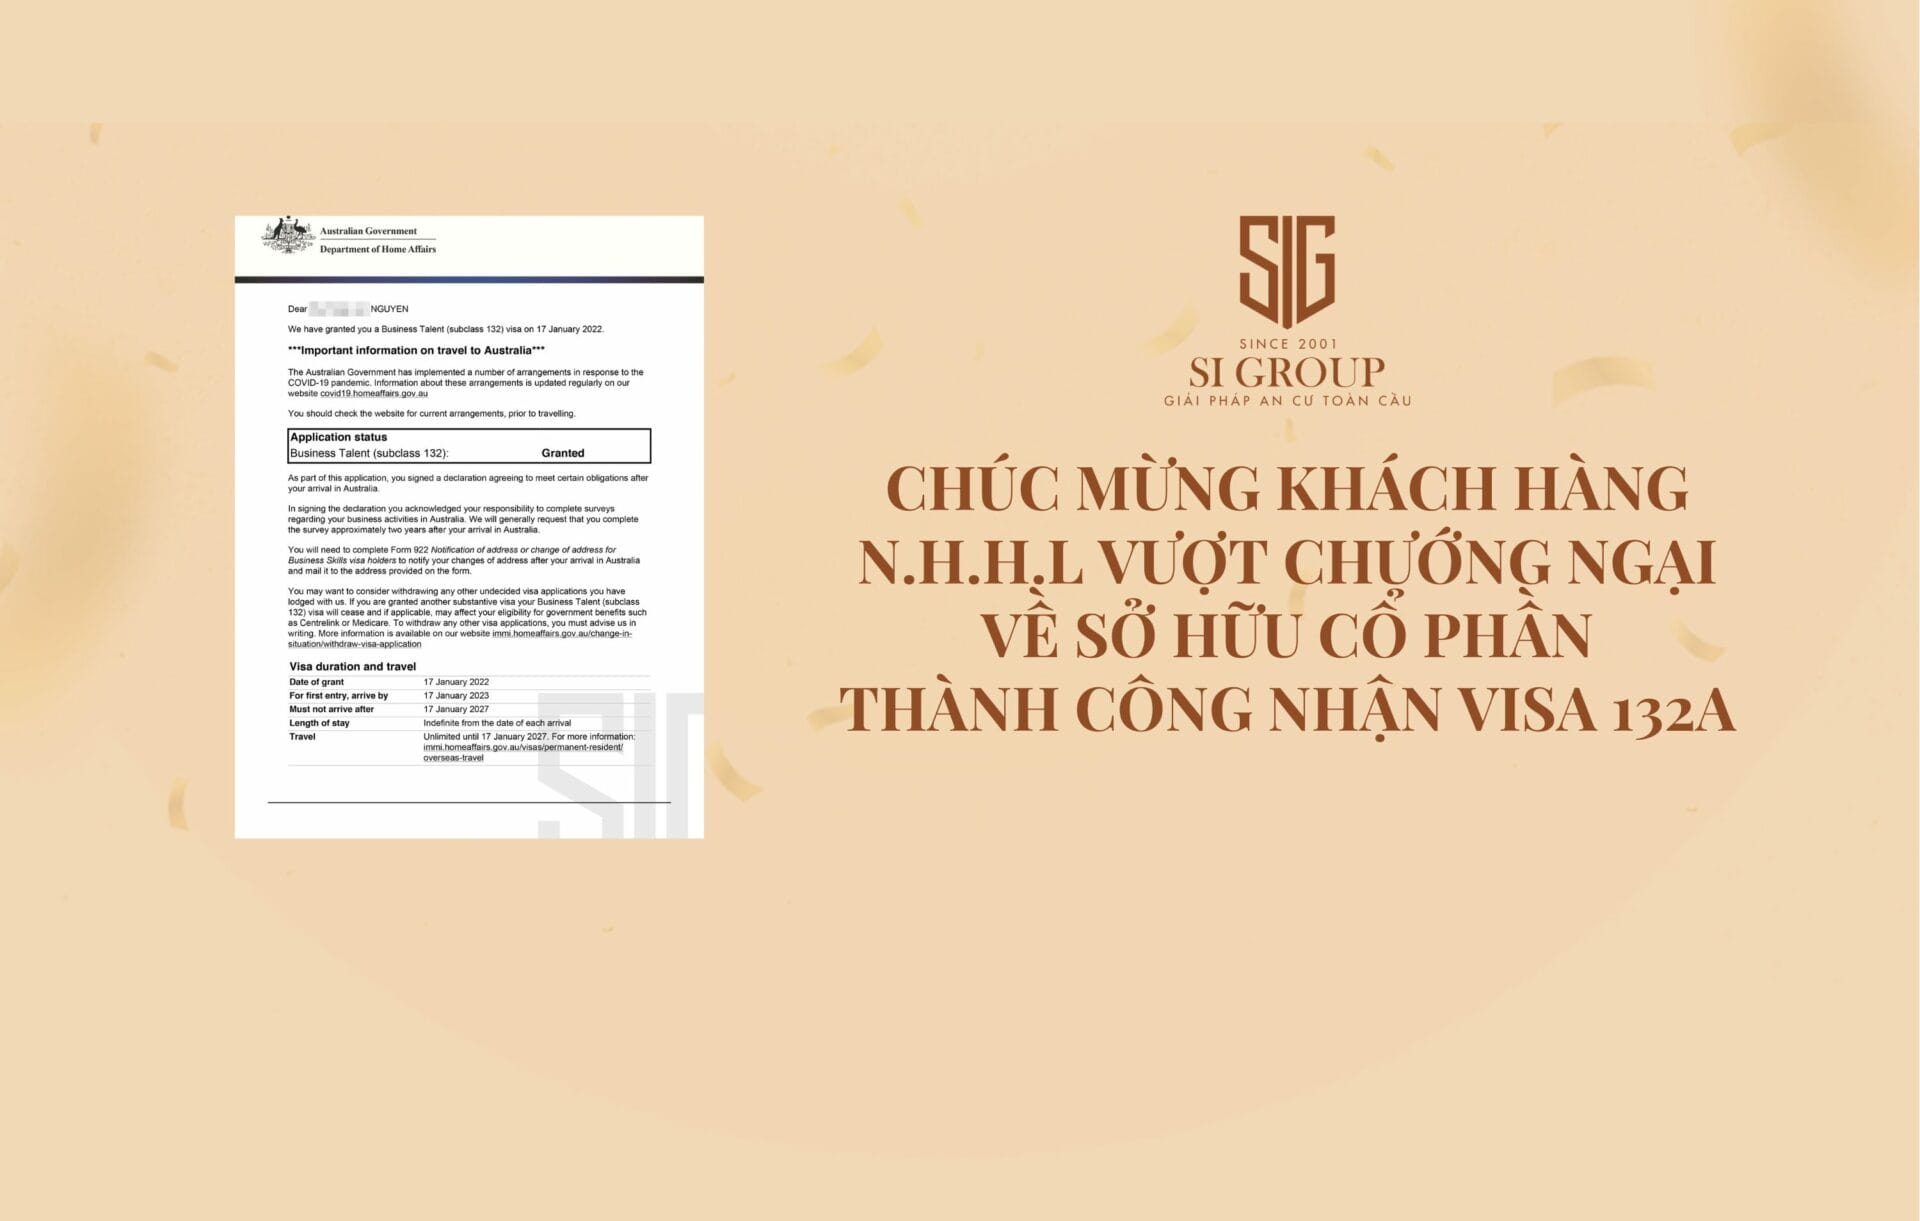 Australian Government
Department of Home Affairs
Dear NGUYEN
We have granted you a Business Talent (subclass 132) visa on 17 January 2022.
***Important information on travel to Australia***
The Australian Government has implemented a number of arrangements in response to the
COVID-19 pandemic. Information about these arrangements is updated regularly on our
website covid19.homeaffairs.gov.au
You should check the website for current arrangements, prior to travelling.
Application status
Business Talent (subclass 132): Granted
As part of this application, you signed a declaration agreeing to meet certain obligations after
your arrival in Australia.
In signing the declaration you acknowledged your responsibility to complete surveys
regarding your business activities in Australia. We will generally request that you complete
the survey approximately two years after your arrival in Australia.
You will need to complete Form 922 Notification of address or change of address for
Business Skills visa holders to notify your changes of address after your arrival in Australia
and mail it to the address provided on the form.
You may want to consider withdrawing any other undecided visa applications you have
lodged with us. If you are granted another substantive visa your Business Talent (subclass
132) visa will cease and if applicable, may affect your eligibility for government benefits such
as Centrelink or Medicare. To withdraw any other visa applications, you must advise us in
writing. More information is available on our website immi.homeaffairs.gov.au/change-in-
situation/withdraw-visa-application
Visa duration and travel
Date of grant 17 January 2022
For first entry, arrive by 17 January 2023
Must not arrive after 17 January 2027
Length of stay Indefinite from the date of each arrival
Travel Unlimited until 17 January 2027. For more information:
immi.homeaffairs.gov.au/visas/permanent-resident/
overseas-travel
SIG
SINCE 2001
SI GROUP
GIẢI PHÁP AN CƯ TOÀN CẦU
CHÚC MỪNG KHÁCH HÀNG
N.H.H.L VƯỢT CHƯỚNG NGẠI
VỀ SỞ HỮU CỔ PHẦN
THÀNH CÔNG NHẬN VISA 132A